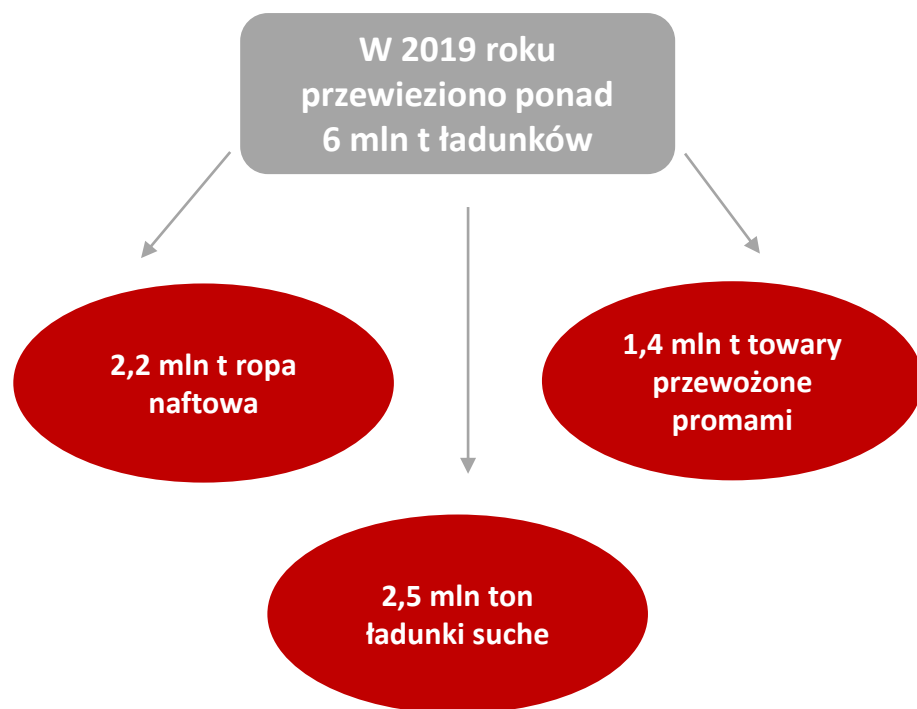 W 2019 roku
przewieziono ponad
6 mln t ładunków
2,2 mln t ropa
naftowa
1,4 mln t towary
przewożone
promami
2,5 mln ton
ładunki suche